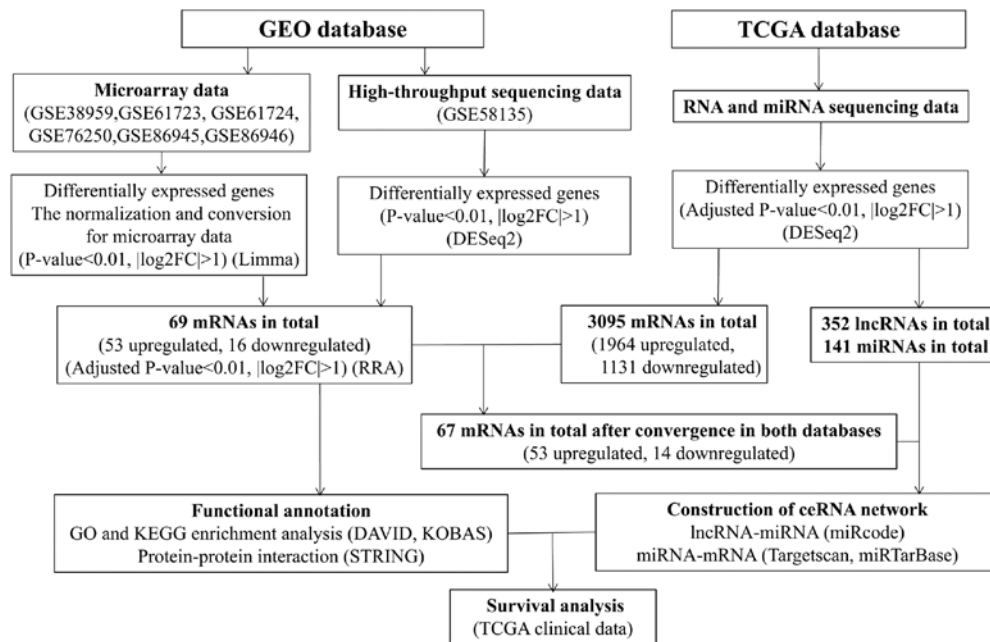 GEO database
TCGA database
Microarray data
(GSE38959,GSE61723, GSE61724,
GSE76250,GSE86945,GSE86946)
High-throughput sequencing data
(GSE58135)
RNA and miRNA sequencing data
Differentially expressed genes
The normalization and conversion
for microarray data
(P-value<0.01, |log2FC|>1) (Limma)
Differentially expressed genes
(P-value<0.01, |log2FC|>1)
(DESeq2)
Differentially expressed genes
(Adjusted P-value<0.01, |log2FC|>1)
(DESeq2)
69 mRNAs in total
(53 upregulated, 16 downregulated)
(Adjusted P-value<0.01, |log2FC|>1) (RRA)
3095 mRNAs in total
(1964 upregulated,
1131 downregulated)
352 lncRNAs in total
141 miRNAs in total
67 mRNAs in total after convergence in both databases
(53 upregulated, 14 downregulated)
Functional annotation
GO and KEGG enrichment analysis (DAVID, KOBAS)
Protein-protein interaction (STRING)
Construction of ceRNA network
lncRNA-miRNA (miRcode)
miRNA-mRNA (Targetscan, miRTarBase)
Survival analysis
(TCGA clinical data)